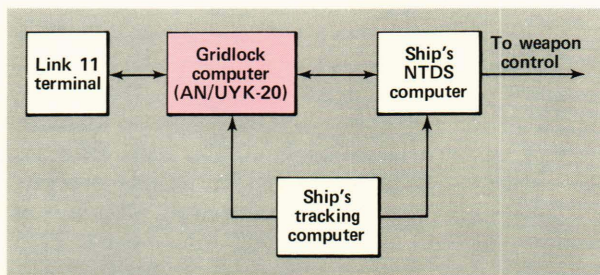 Link 11
terminal
Gridlock
computer
(AN/UYK-20)
Ship's
NTDS
computer
To weapon
control
Ship's
tracking
computer